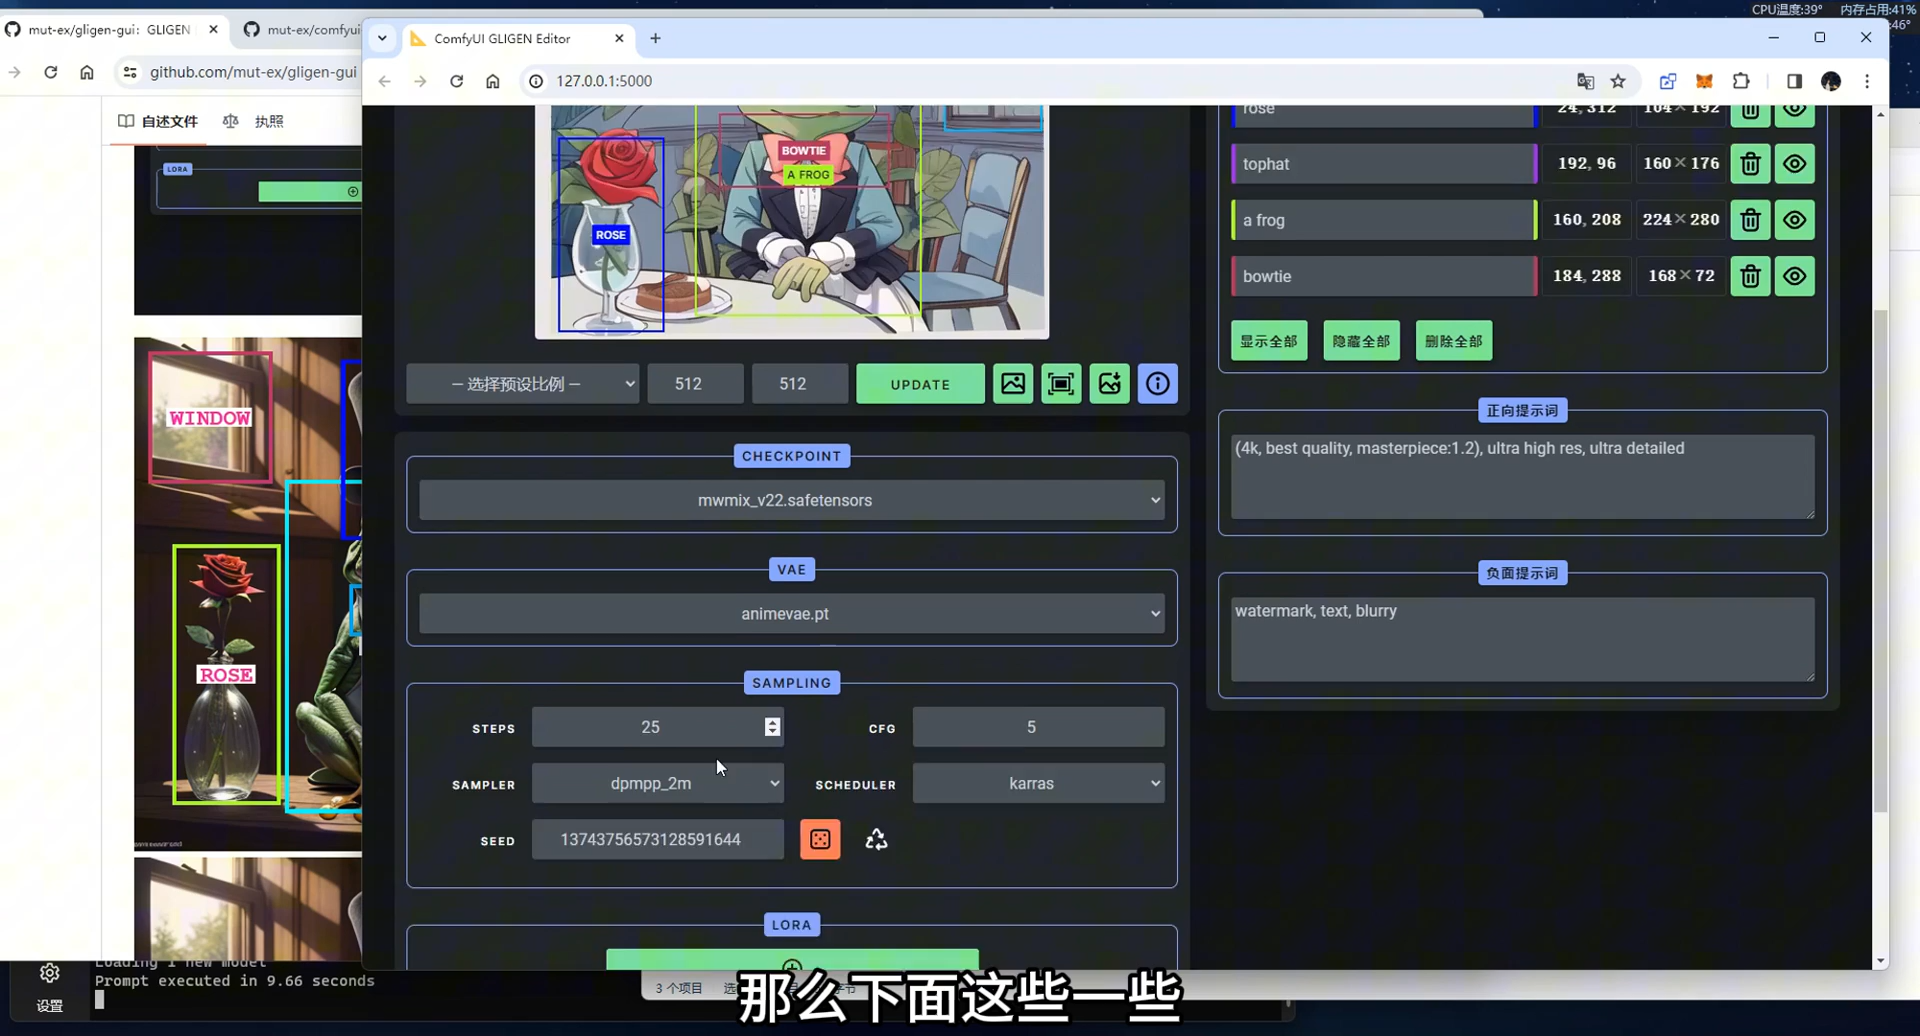 CPU温度:39° 内存占用:41%
46°
mut-ex/gligen-gui: GLIGEN
mut-ex/comfyui
ComfyUI GLIGEN Editor
github.com/mut-ex/gligen-gui
127.0.0.1:5000
自述文件
执照
LORA
WINDOW
ROSE
BOWTIE
A FROG
ROSE
rose 24, 312 104×192
tophat 192, 96 160×176
a frog 160, 208 224×280
bowtie 184, 288 168×72
显示全部 隐藏全部 删除全部
— 选择预设比例 — 512 512 UPDATE
CHECKPOINT
mwmix_v22.safetensors
VAE
animevae.pt
SAMPLING
STEPS 25 CFG 5
SAMPLER dpmpp_2m SCHEDULER karras
SEED 13743756573128591644
LORA
正向提示词
(4k, best quality, masterpiece:1.2), ultra high res, ultra detailed
负面提示词
watermark, text, blurry
Loading 1 new model
Prompt executed in 9.66 seconds
设置
3 个项目
那么下面这些一些